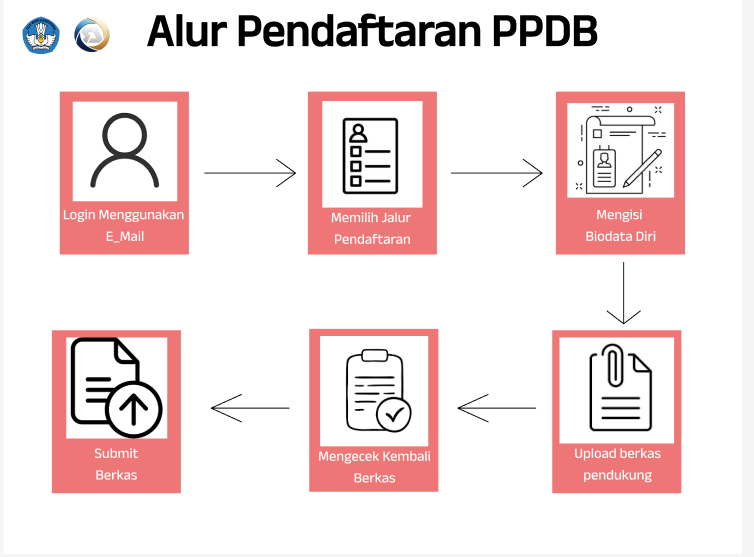 Alur Pendaftaran PPDB
Login Menggunakan
E_Mail
Memilih Jalur
Pendaftaran
Mengisi
Biodata Diri
Upload berkas
pendukung
Mengecek Kembali
Berkas
Submit
Berkas